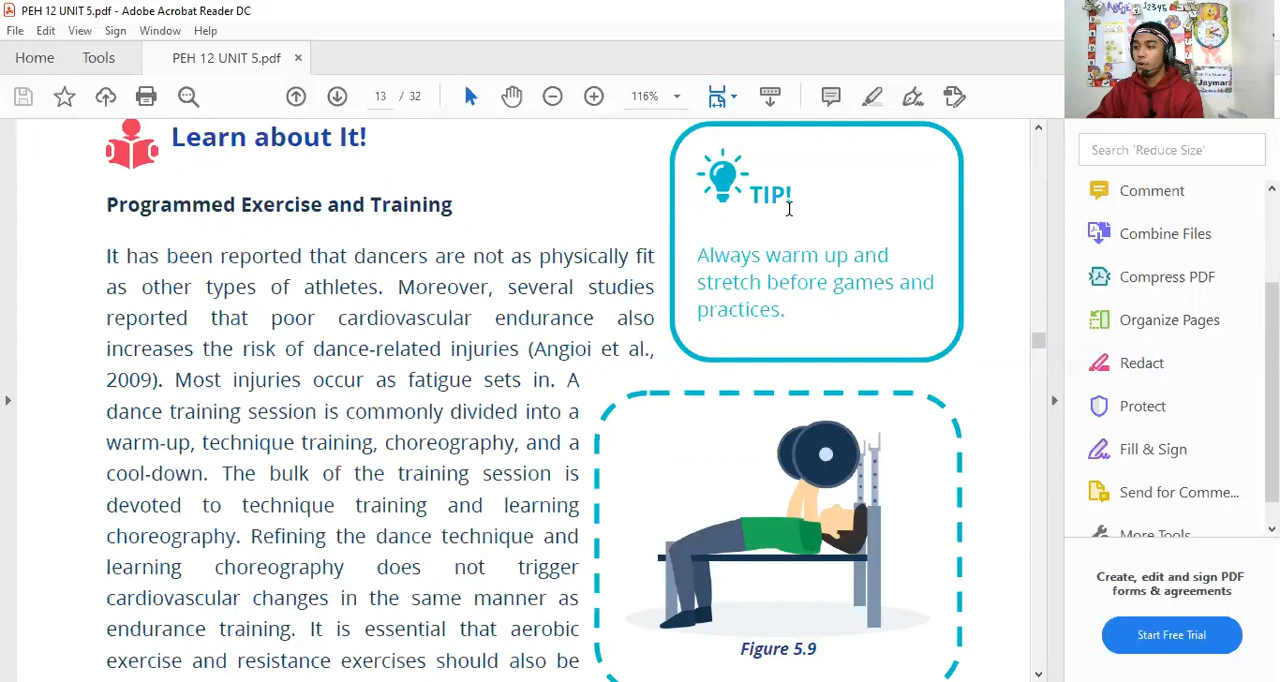 PEH 12 UNIT 5.pdf - Adobe Acrobat Reader DC
File Edit View Sign Window Help
Home Tools PEH 12 UNIT 5.pdf ×
13 / 32 116%
Learn about It!
Programmed Exercise and Training
It has been reported that dancers are not as physically fit
as other types of athletes. Moreover, several studies
reported that poor cardiovascular endurance also
increases the risk of dance-related injuries (Angioi et al.,
2009). Most injuries occur as fatigue sets in. A
dance training session is commonly divided into a
warm-up, technique training, choreography, and a
cool-down. The bulk of the training session is
devoted to technique training and learning
choreography. Refining the dance technique and
learning choreography does not trigger
cardiovascular changes in the same manner as
endurance training. It is essential that aerobic
exercise and resistance exercises should also be
TIP!
Always warm up and
stretch before games and
practices.
Figure 5.9
Search 'Reduce Size'
Comment
Combine Files
Compress PDF
Organize Pages
Redact
Protect
Fill & Sign
Send for Comme...
More Tools
Create, edit and sign PDF
forms & agreements
Start Free Trial